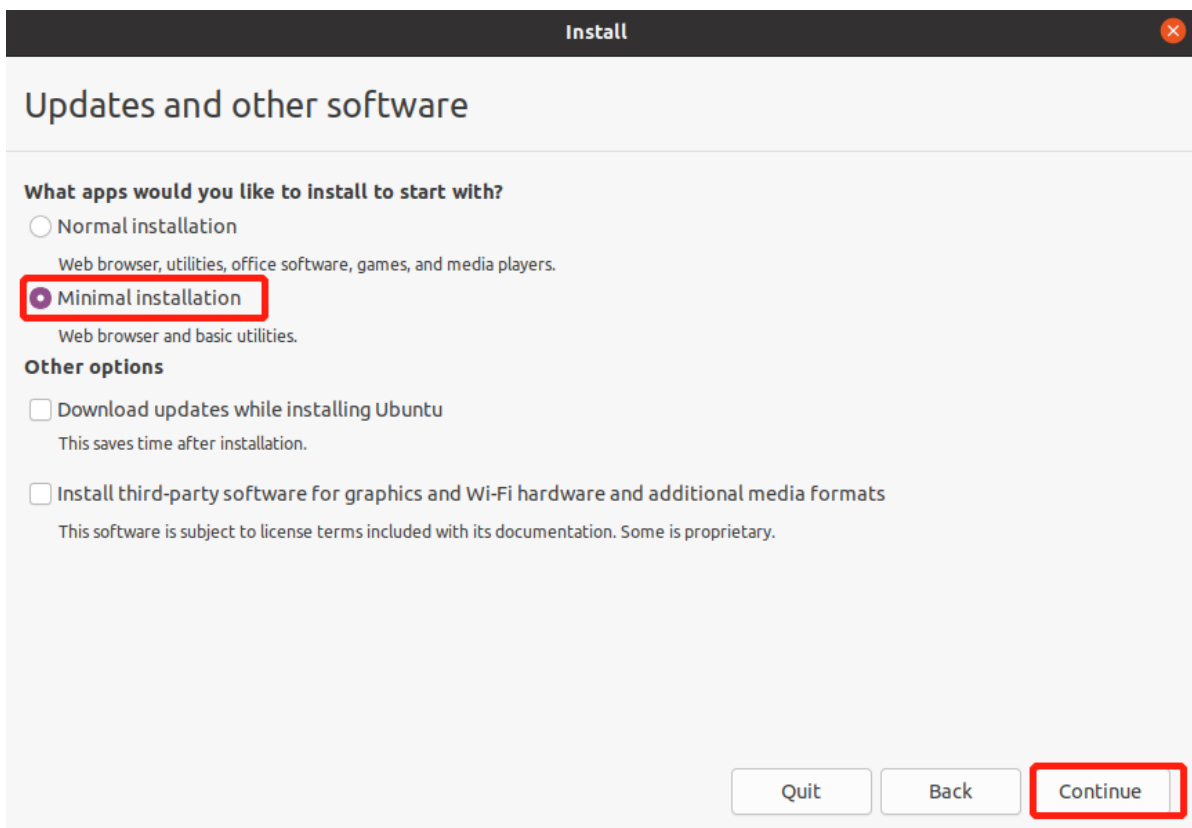 Install
Updates and other software
What apps would you like to install to start with?
Normal installation
Web browser, utilities, office software, games, and media players.
Minimal installation
Web browser and basic utilities.
Other options
Download updates while installing Ubuntu
This saves time after installation.
Install third-party software for graphics and Wi-Fi hardware and additional media formats
This software is subject to license terms included with its documentation. Some is proprietary.
Quit Back Continue